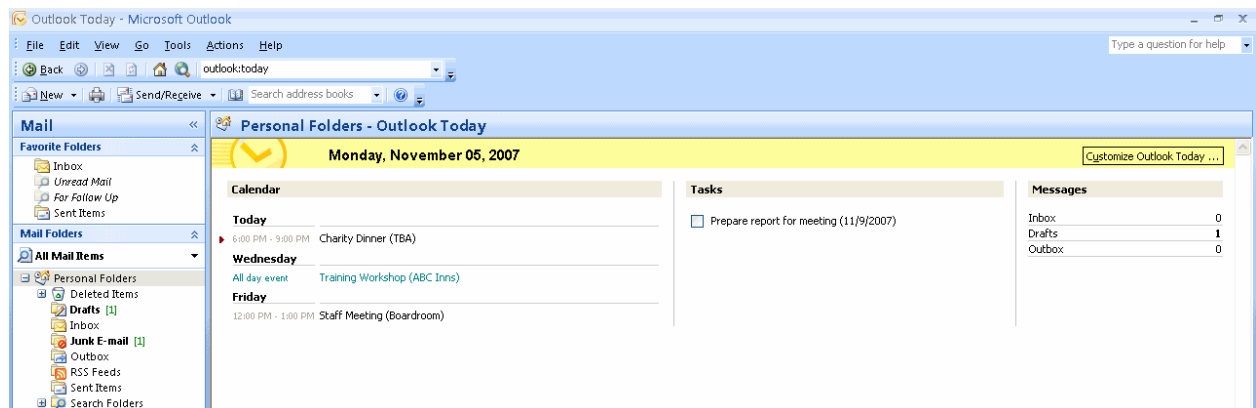 Outlook Today - Microsoft Outlook
File Edit View Go Tools Actions Help
Type a question for help
Back
outlook:today
New
Send/Receive
Search address books
Mail
Personal Folders - Outlook Today
Favorite Folders
Inbox
Unread Mail
For Follow Up
Sent Items
Mail Folders
All Mail Items
Personal Folders
Deleted Items
Drafts [1]
Inbox
Junk E-mail [1]
Outbox
RSS Feeds
Sent Items
Search Folders
Monday, November 05, 2007
Customize Outlook Today ...
Calendar
Today
6:00 PM - 9:00 PM Charity Dinner (TBA)
Wednesday
All day event Training Workshop (ABC Inns)
Friday
12:00 PM - 1:00 PM Staff Meeting (Boardroom)
Tasks
Prepare report for meeting (11/9/2007)
Messages
Inbox 0
Drafts 1
Outbox 0